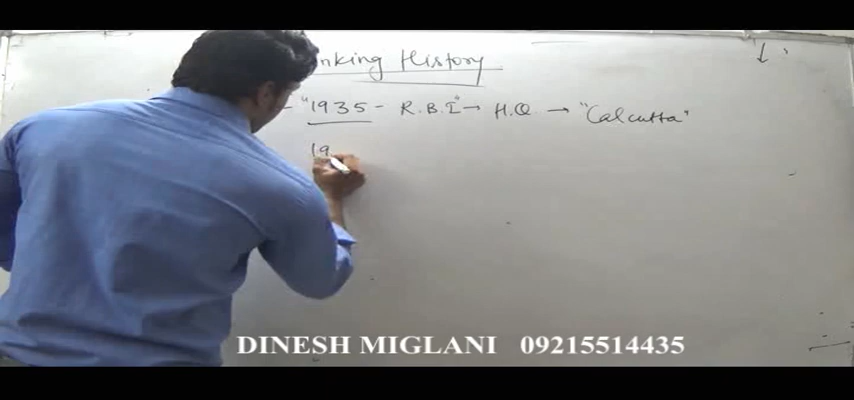 nking History
- "1935 - R.B.I" → H.Q. → "Calcutta"
19
DINESH MIGLANI 09215514435